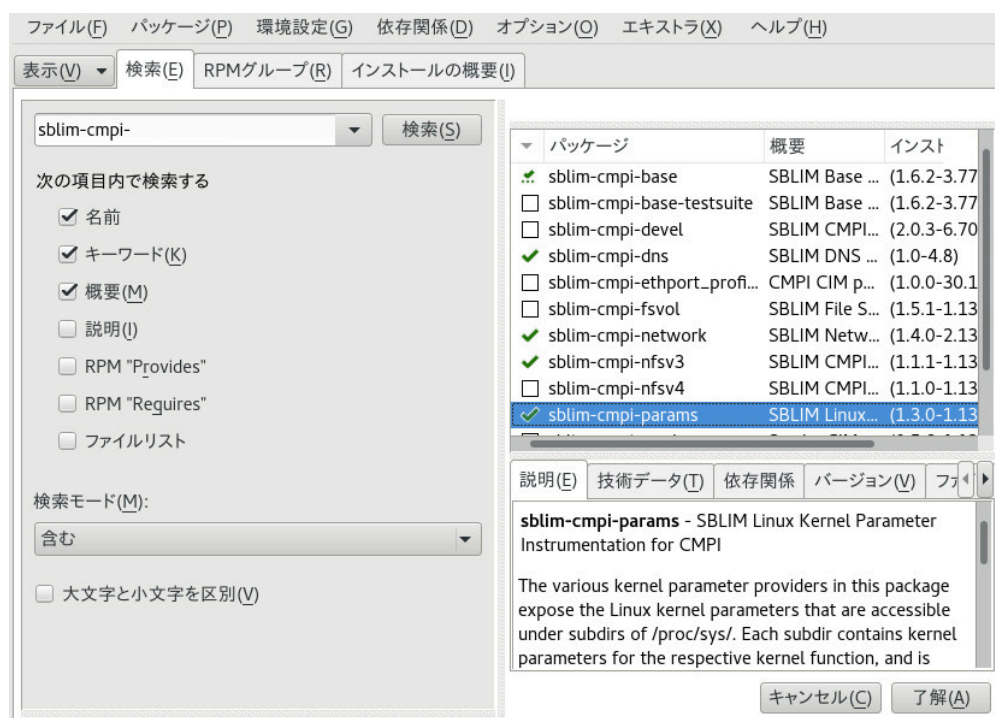 ファイル(F) パッケージ(P) 環境設定(G) 依存関係(D) オプション(O) エキストラ(X) ヘルプ(H)
表示(V) 検索(E) RPMグループ(R) インストールの概要(I)
sblim-cmpi- 検索(S)
次の項目内で検索する
名前
キーワード(K)
概要(M)
説明(I)
RPM "Provides"
RPM "Requires"
ファイルリスト
検索モード(M):
含む
大文字と小文字を区別(V)
パッケージ 概要 インスト
sblim-cmpi-base SBLIM Base ... (1.6.2-3.77
sblim-cmpi-base-testsuite SBLIM Base ... (1.6.2-3.77
sblim-cmpi-devel SBLIM CMPI... (2.0.3-6.70
sblim-cmpi-dns SBLIM DNS ... (1.0-4.8)
sblim-cmpi-ethport_profi... CMPI CIM p... (1.0.0-30.1
sblim-cmpi-fsvol SBLIM File S... (1.5.1-1.13
sblim-cmpi-network SBLIM Netw... (1.4.0-2.13
sblim-cmpi-nfsv3 SBLIM CMPI... (1.1.1-1.13
sblim-cmpi-nfsv4 SBLIM CMPI... (1.1.0-1.13
sblim-cmpi-params SBLIM Linux... (1.3.0-1.13
説明(E) 技術データ(T) 依存関係 バージョン(V) ファ
sblim-cmpi-params - SBLIM Linux Kernel Parameter
Instrumentation for CMPI
The various kernel parameter providers in this package
expose the Linux kernel parameters that are accessible
under subdirs of /proc/sys/. Each subdir contains kernel
parameters for the respective kernel function, and is
キャンセル(C) 了解(A)